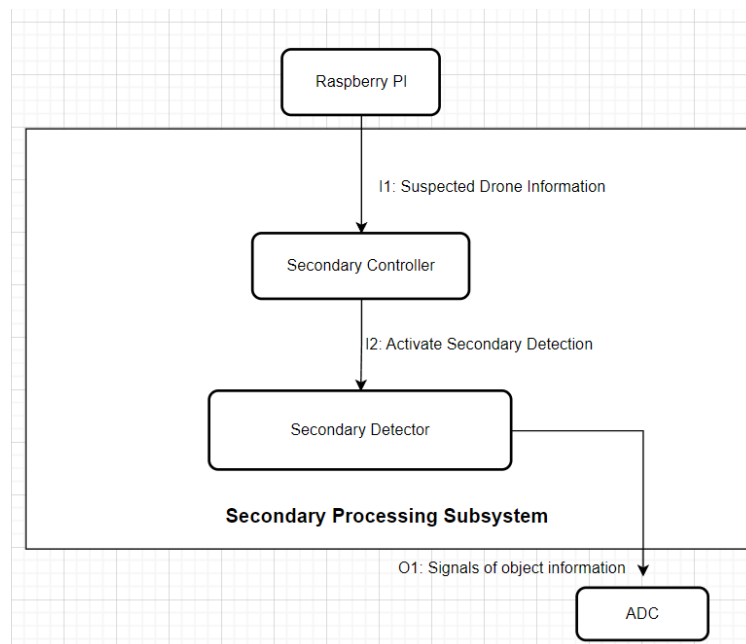 Raspberry PI
I1: Suspected Drone Information
Secondary Controller
I2: Activate Secondary Detection
Secondary Detector
Secondary Processing Subsystem
O1: Signals of object information
ADC